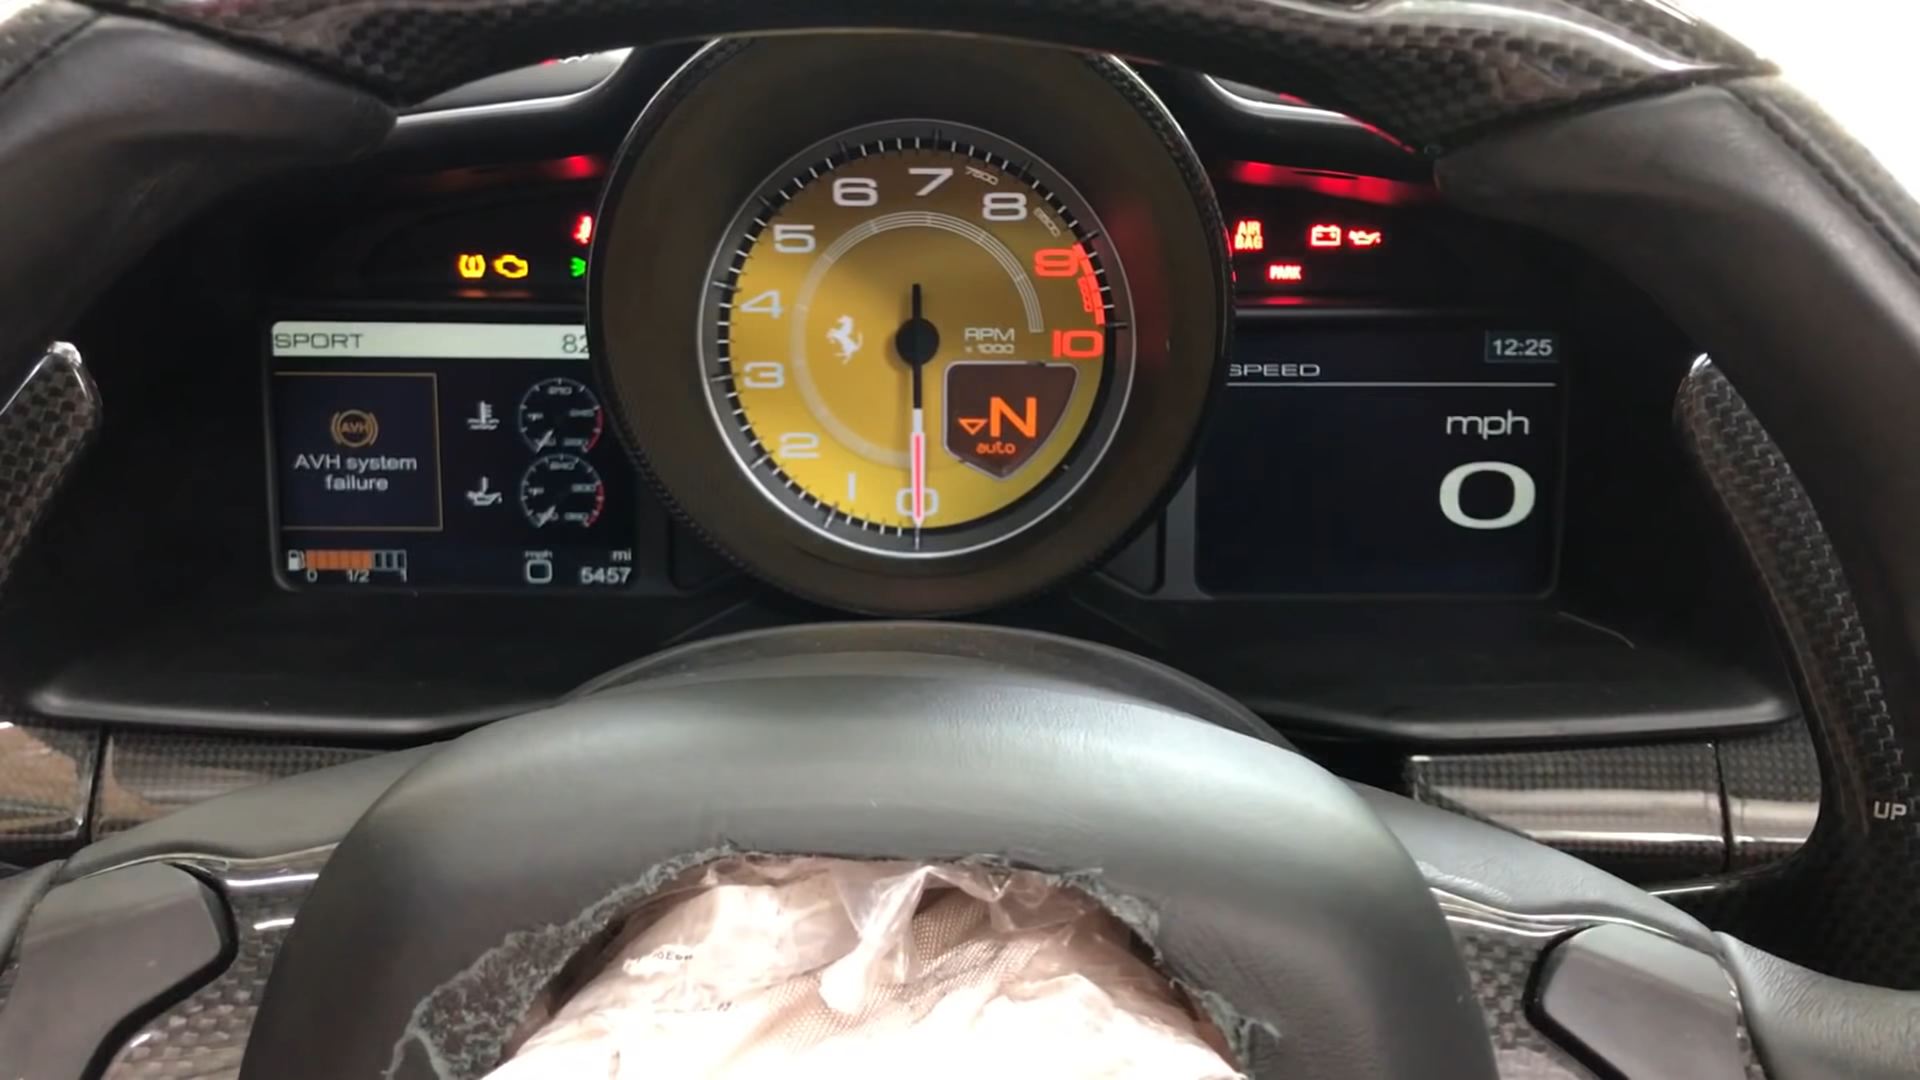 SPORT
82
AVH
AVH system
failure
0 1/2 1
mph
0
mi
5457
0
1
2
3
4
5
6
7
7500
8
8500
9
10
RPM
x 1000
N
auto
AIR
BAG
PARK
12:25
SPEED
mph
0
UP